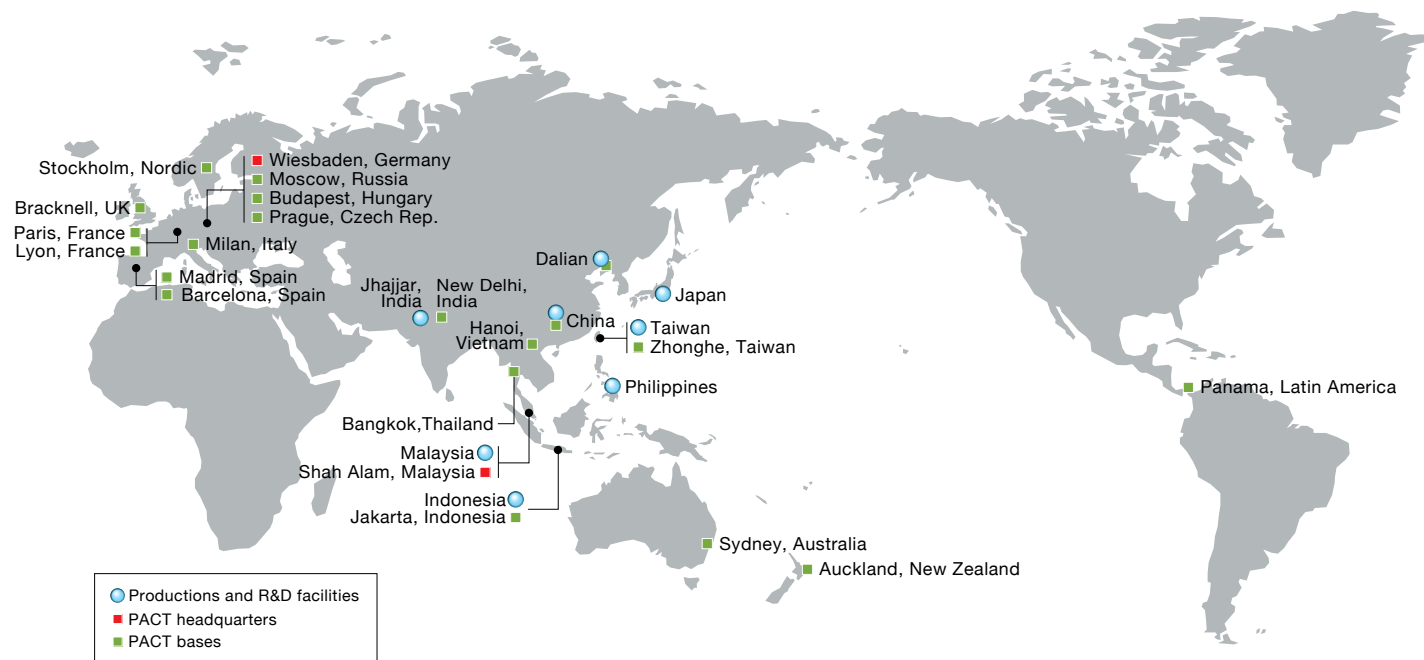 Stockholm, Nordic
Wiesbaden, Germany
Moscow, Russia
Budapest, Hungary
Prague, Czech Rep.
Bracknell, UK
Paris, France
Lyon, France
Milan, Italy
Madrid, Spain
Barcelona, Spain
Dalian
Jhajjar,
India
New Delhi,
India
Japan
China
Hanoi,
Vietnam
Taiwan
Zhonghe, Taiwan
Philippines
Panama, Latin America
Bangkok,Thailand
Malaysia
Shah Alam, Malaysia
Indonesia
Jakarta, Indonesia
Sydney, Australia
Auckland, New Zealand
Productions and R&D facilities
PACT headquarters
PACT bases